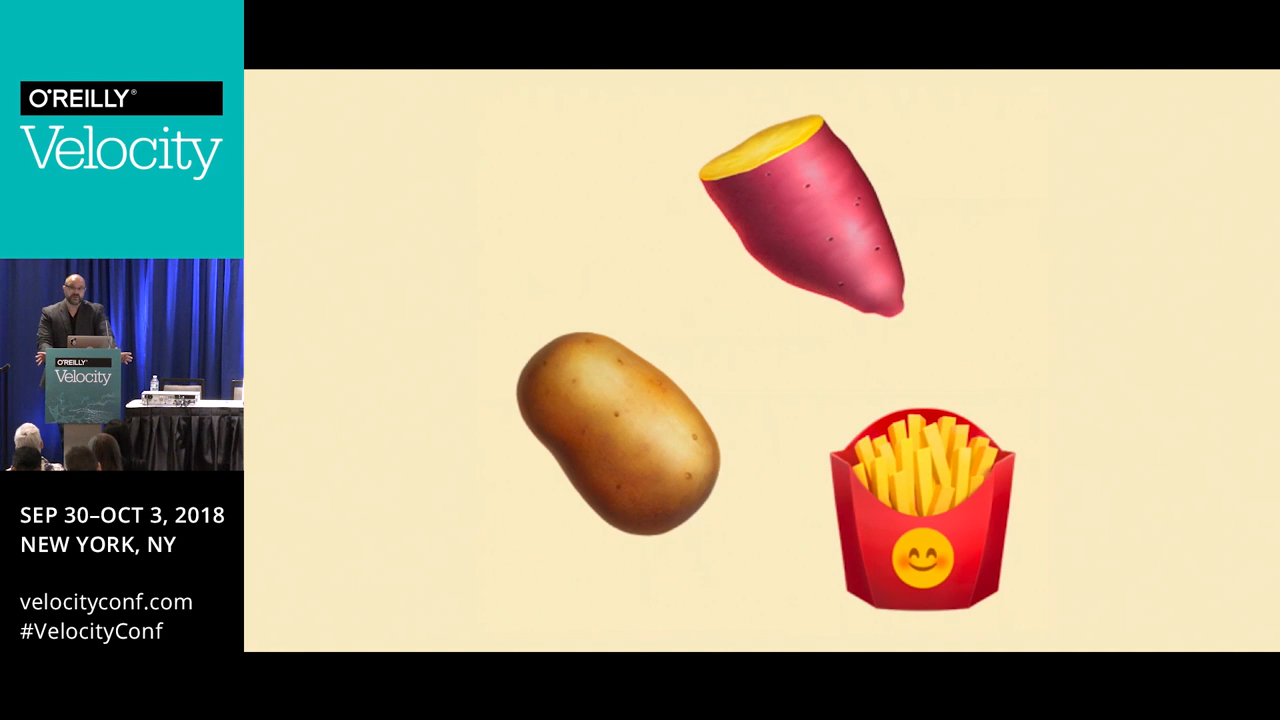 O'REILLY®
Velocity
O'REILLY®
Velocity
SEP 30–OCT 3, 2018
NEW YORK, NY
velocityconf.com
#VelocityConf